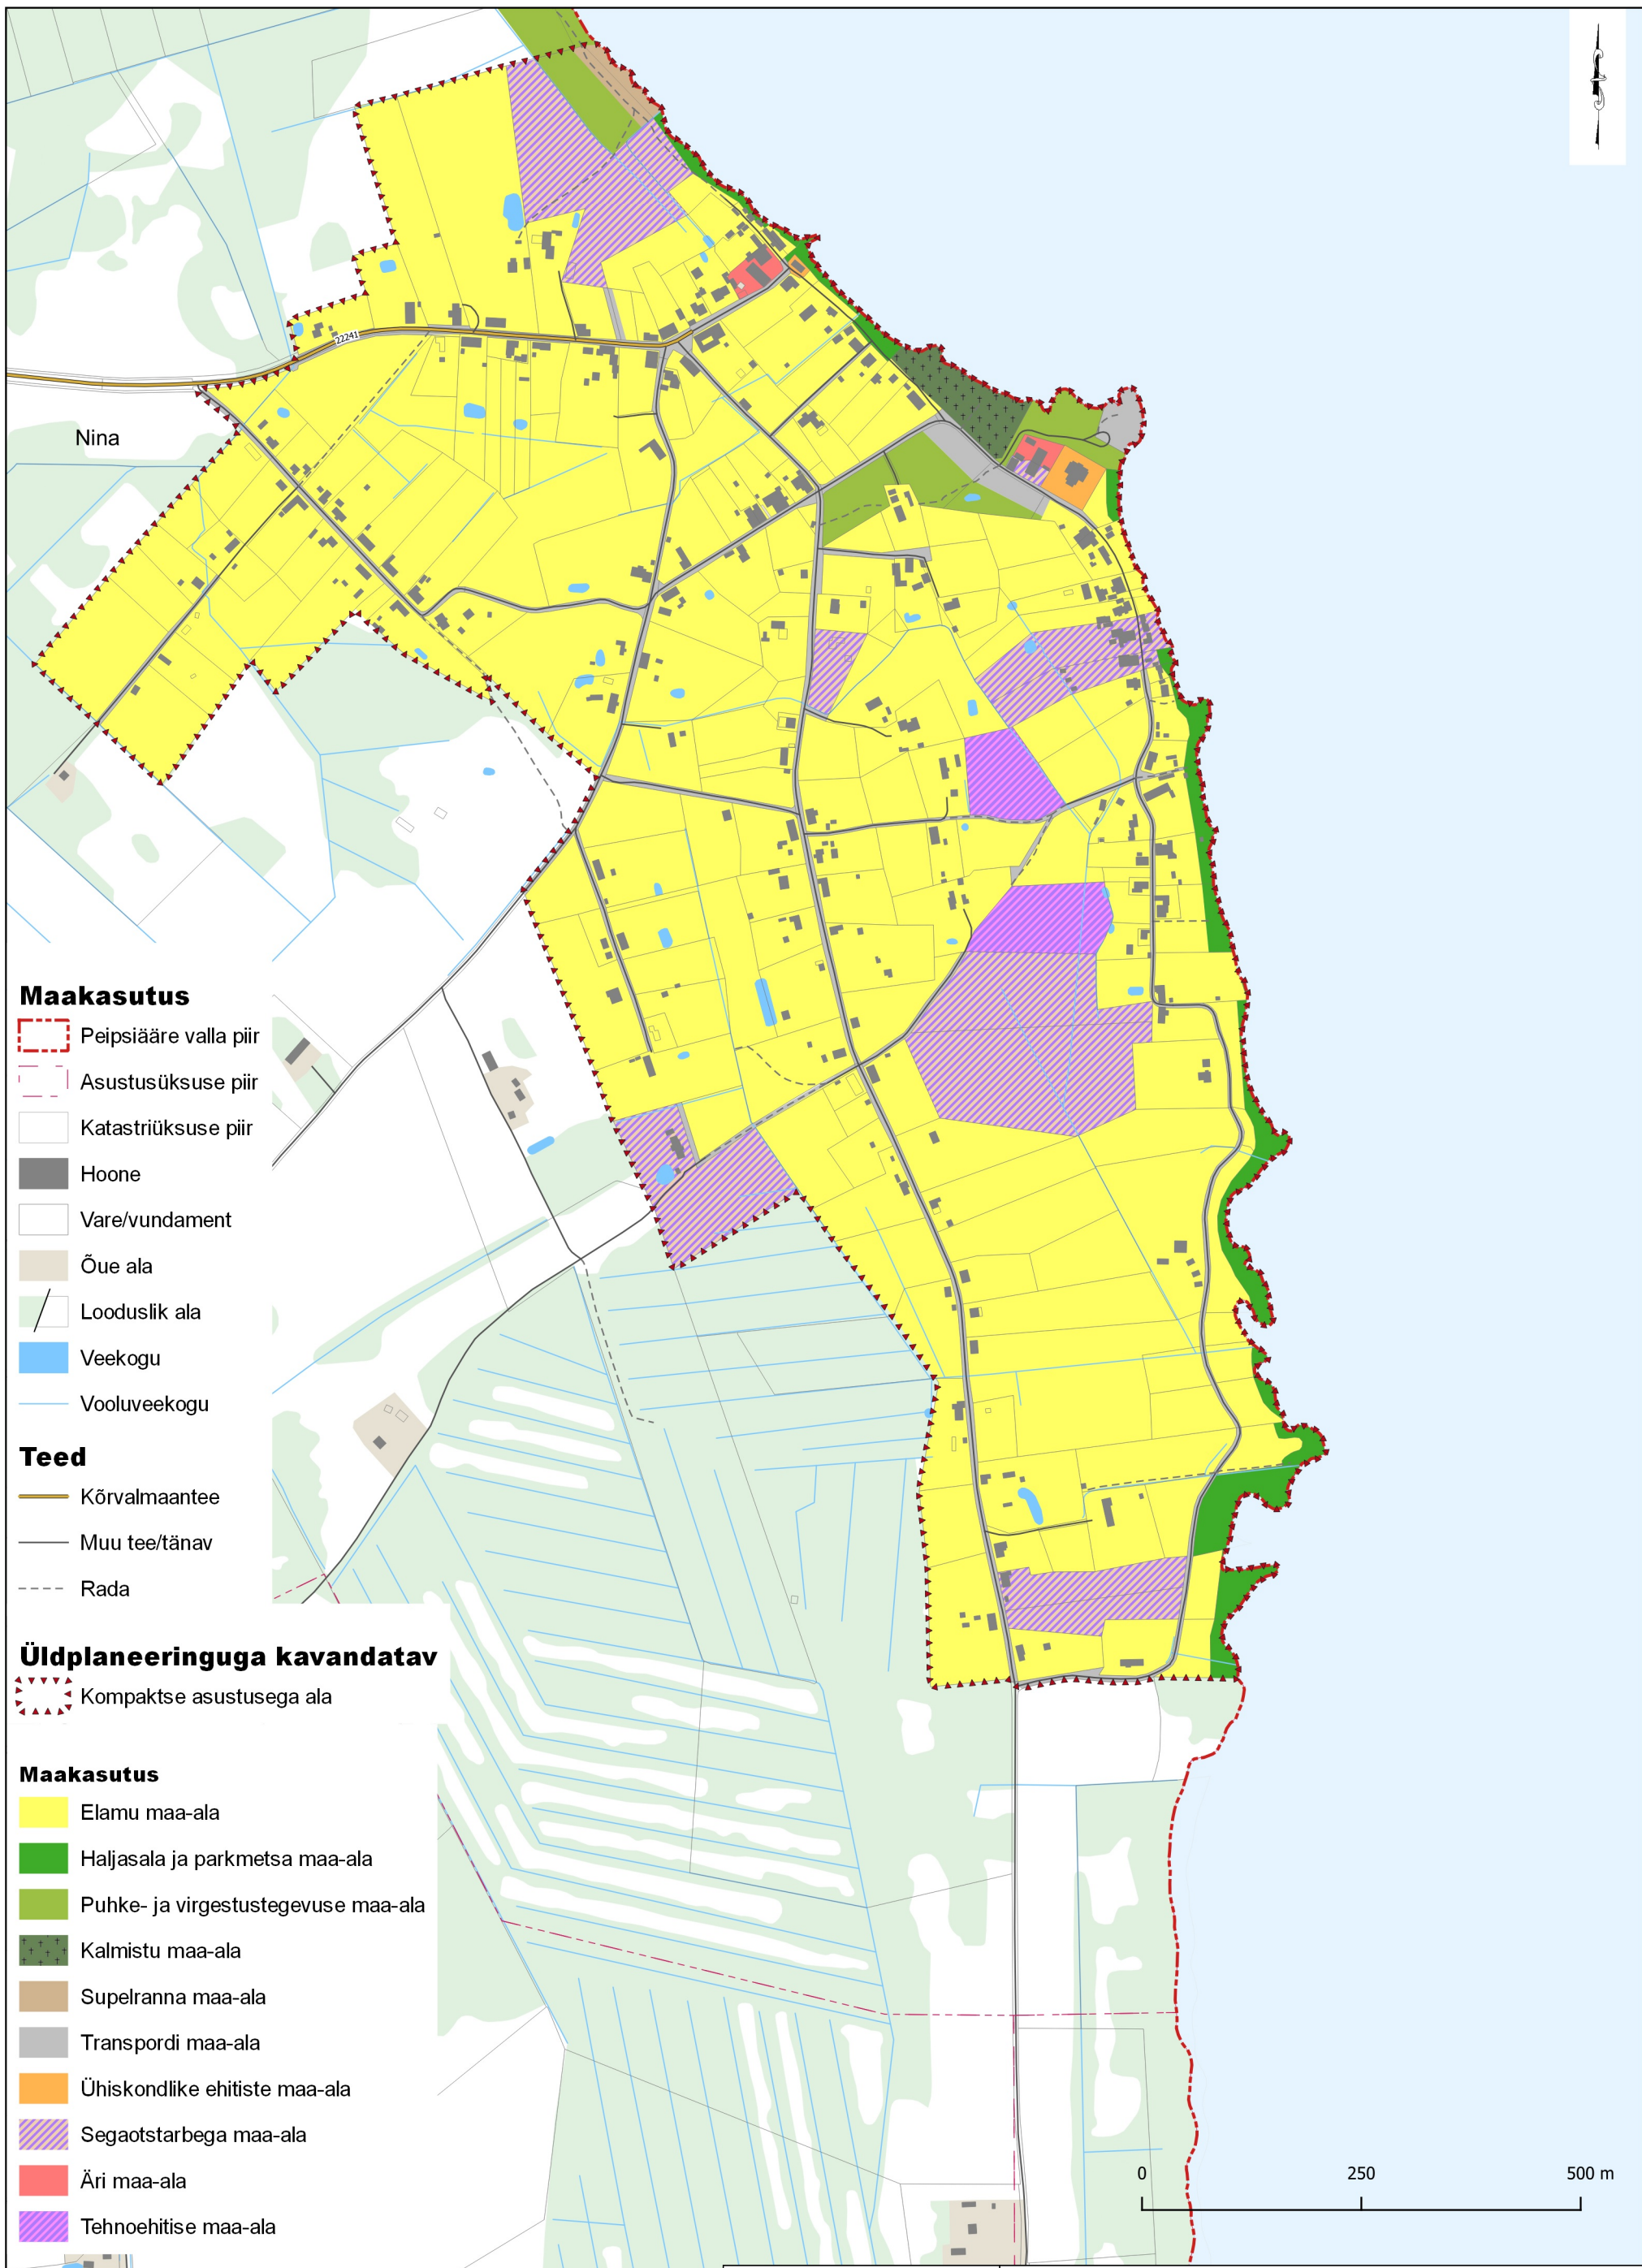 22241
Nina
Maakasutus
Peipsiääre valla piir
Asustusüksuse piir
Katastriüksuse piir
Hoone
Vare/vundament
Õue ala
Looduslik ala
Veekogu
Vooluveekogu
Teed
Kõrvalmaantee
Muu tee/tänav
Rada
Üldplaneeringuga kavandatav
Kompaktse asustusega ala
Maakasutus
Elamu maa-ala
Haljasala ja parkmetsa maa-ala
Puhke- ja virgestustegevuse maa-ala
Kalmistu maa-ala
Supelranna maa-ala
Transpordi maa-ala
Ühiskondlike ehitiste maa-ala
Segaotstarbega maa-ala
Äri maa-ala
Tehnoehitise maa-ala
0 250 500 m